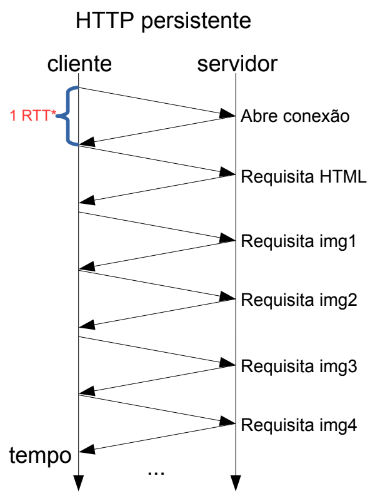 HTTP persistente
cliente
servidor
1 RTT*
Abre conexão
Requisita HTML
Requisita img1
Requisita img2
Requisita img3
Requisita img4
tempo
...